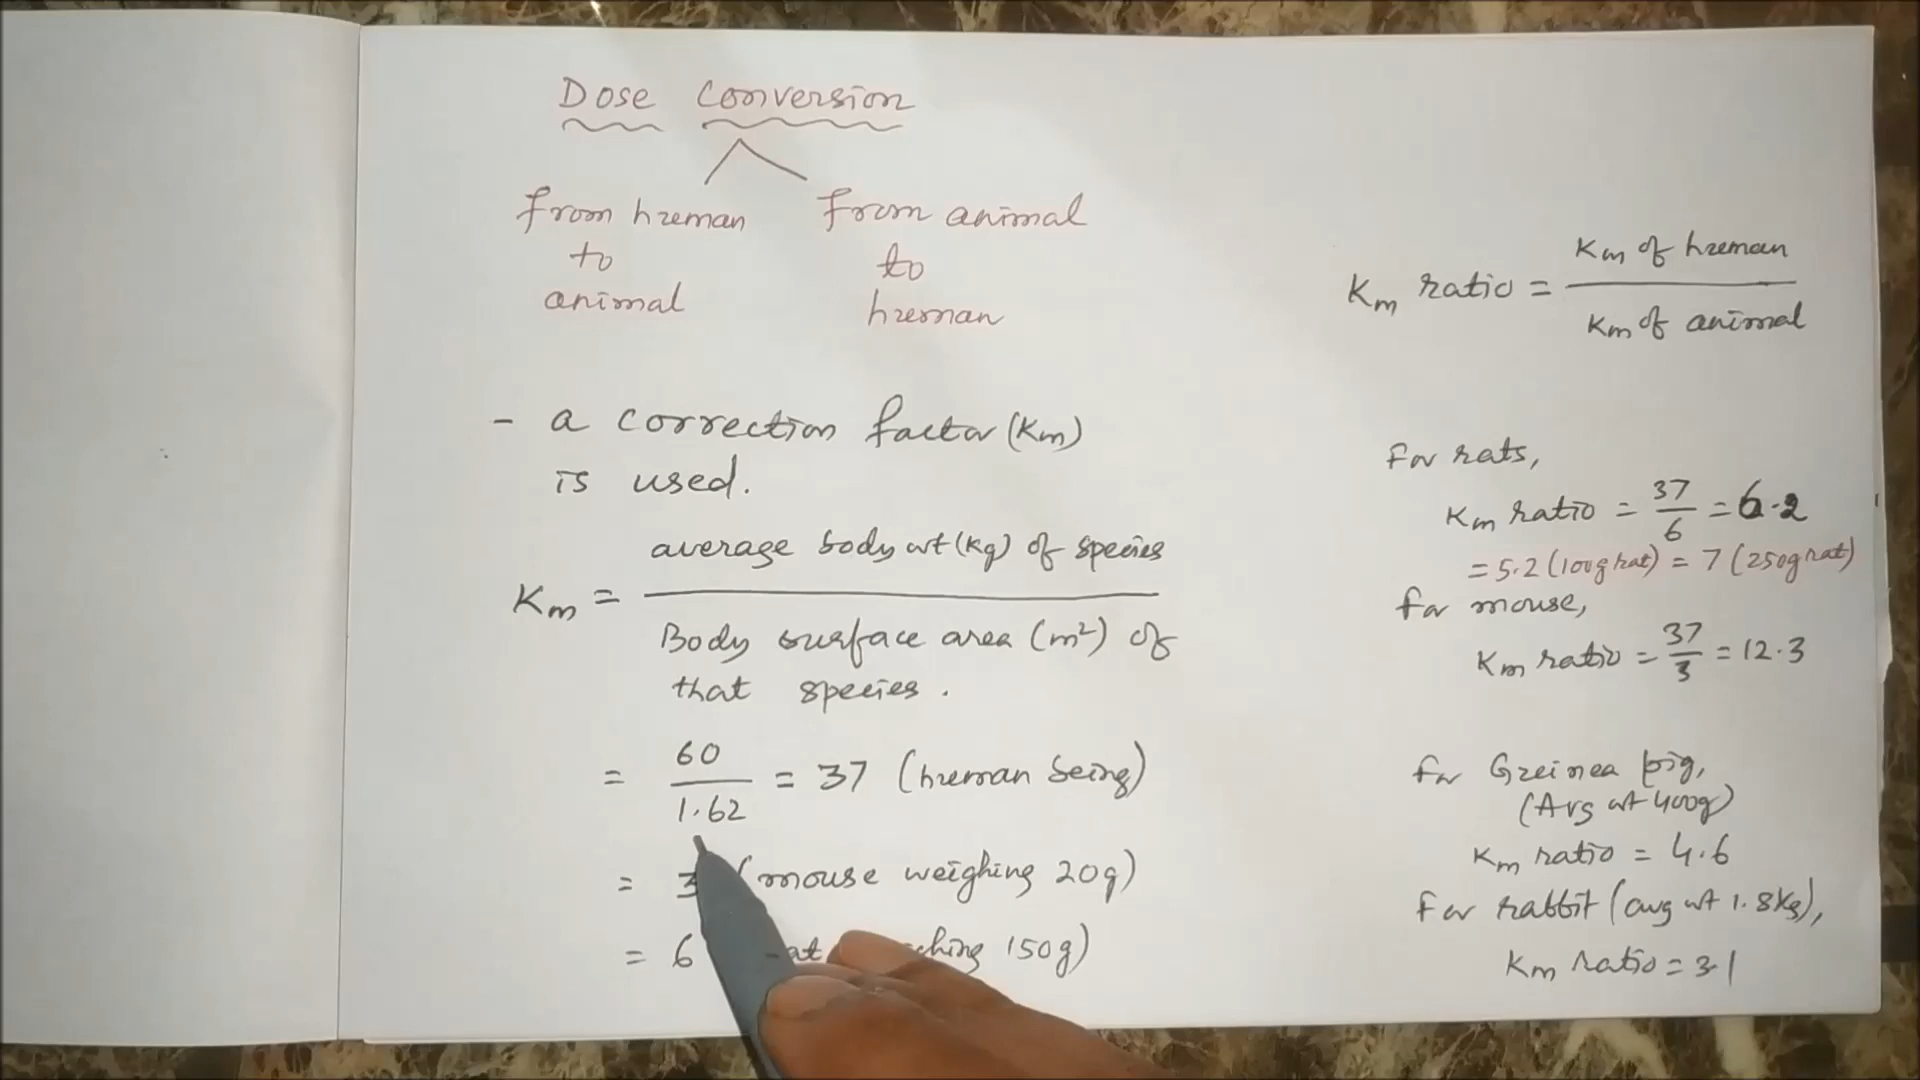 Dose Conversion
from human
to
animal
from animal
to
human
- a correction factor (Km)
is used.
Km = average body wt (kg) of species
Body surface area (m²) of
that species.
= 60 / 1.62 = 37 (human being)
= 3 (mouse weighing 20g)
= 6 150g)
Km ratio = Km of human
Km of animal
For rats,
Km ratio = 37 / 6 = 6.2
= 5.2 (100g rat) = 7 (250g rat)
for mouse,
Km ratio = 37 / 3 = 12.3
for Guinea pig,
(Avg wt 400g)
Km ratio = 4.6
For rabbit (avg wt 1.8kg),
Km ratio = 3.1